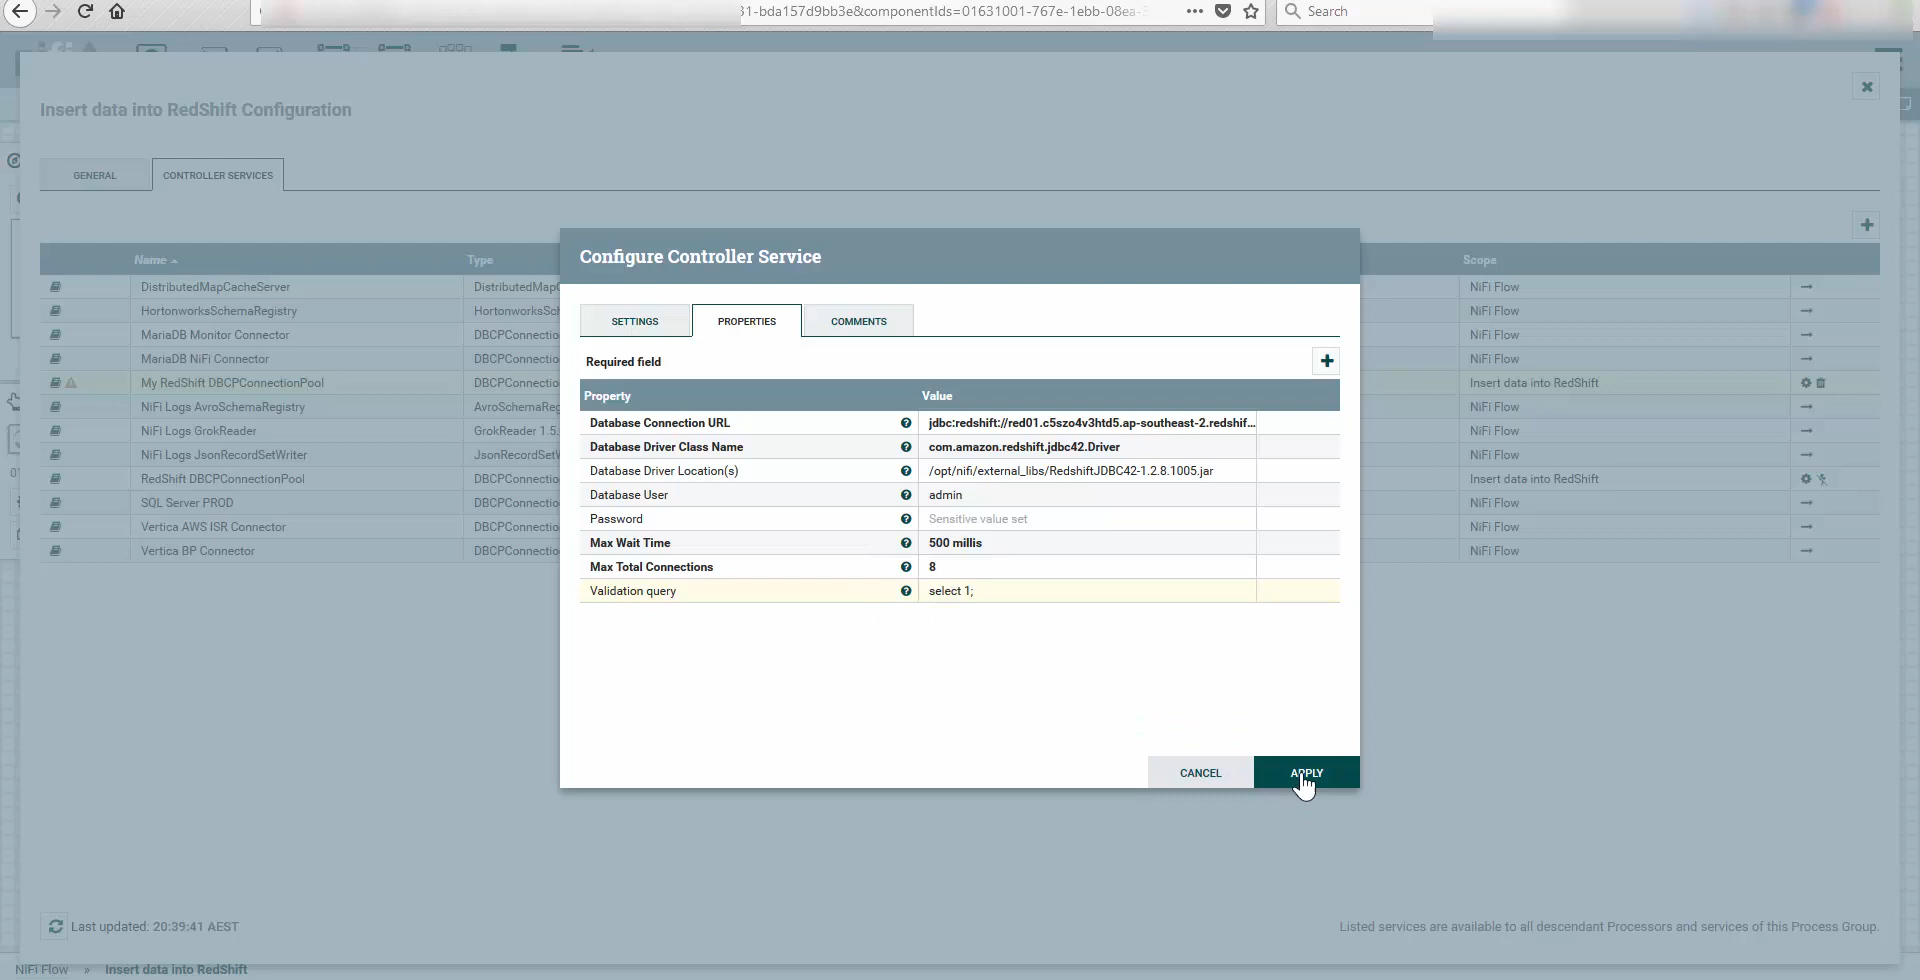 31-bda157d9bb3e&componentIds=01631001-767e-1ebb-08ea-
Search
Insert data into RedShift Configuration
GENERAL
CONTROLLER SERVICES
Name
Type
Scope
DistributedMapCacheServer
DistributedMapC
NiFi Flow
HortonworksSchemaRegistry
HortonworksSch
NiFi Flow
MariaDB Monitor Connector
DBCPConnectio
NiFi Flow
MariaDB NiFi Connector
DBCPConnectio
NiFi Flow
My RedShift DBCPConnectionPool
DBCPConnectio
Insert data into RedShift
NiFi Logs AvroSchemaRegistry
AvroSchemaReg
NiFi Flow
NiFi Logs GrokReader
GrokReader 1.5.
NiFi Flow
NiFi Logs JsonRecordSetWriter
JsonRecordSetW
NiFi Flow
RedShift DBCPConnectionPool
DBCPConnectio
Insert data into RedShift
SQL Server PROD
DBCPConnectio
NiFi Flow
Vertica AWS ISR Connector
DBCPConnectio
NiFi Flow
Vertica BP Connector
DBCPConnectio
NiFi Flow
Configure Controller Service
SETTINGS
PROPERTIES
COMMENTS
Required field
Property
Value
Database Connection URL
jdbc:redshift://red01.c5szo4v3htd5.ap-southeast-2.redshif...
Database Driver Class Name
com.amazon.redshift.jdbc42.Driver
Database Driver Location(s)
/opt/nifi/external_libs/RedshiftJDBC42-1.2.8.1005.jar
Database User
admin
Password
Sensitive value set
Max Wait Time
500 millis
Max Total Connections
8
Validation query
select 1;
CANCEL
APPLY
Last updated: 20:39:41 AEST
Listed services are available to all descendant Processors and services of this Process Group.
NiFi Flow » Insert data into RedShift